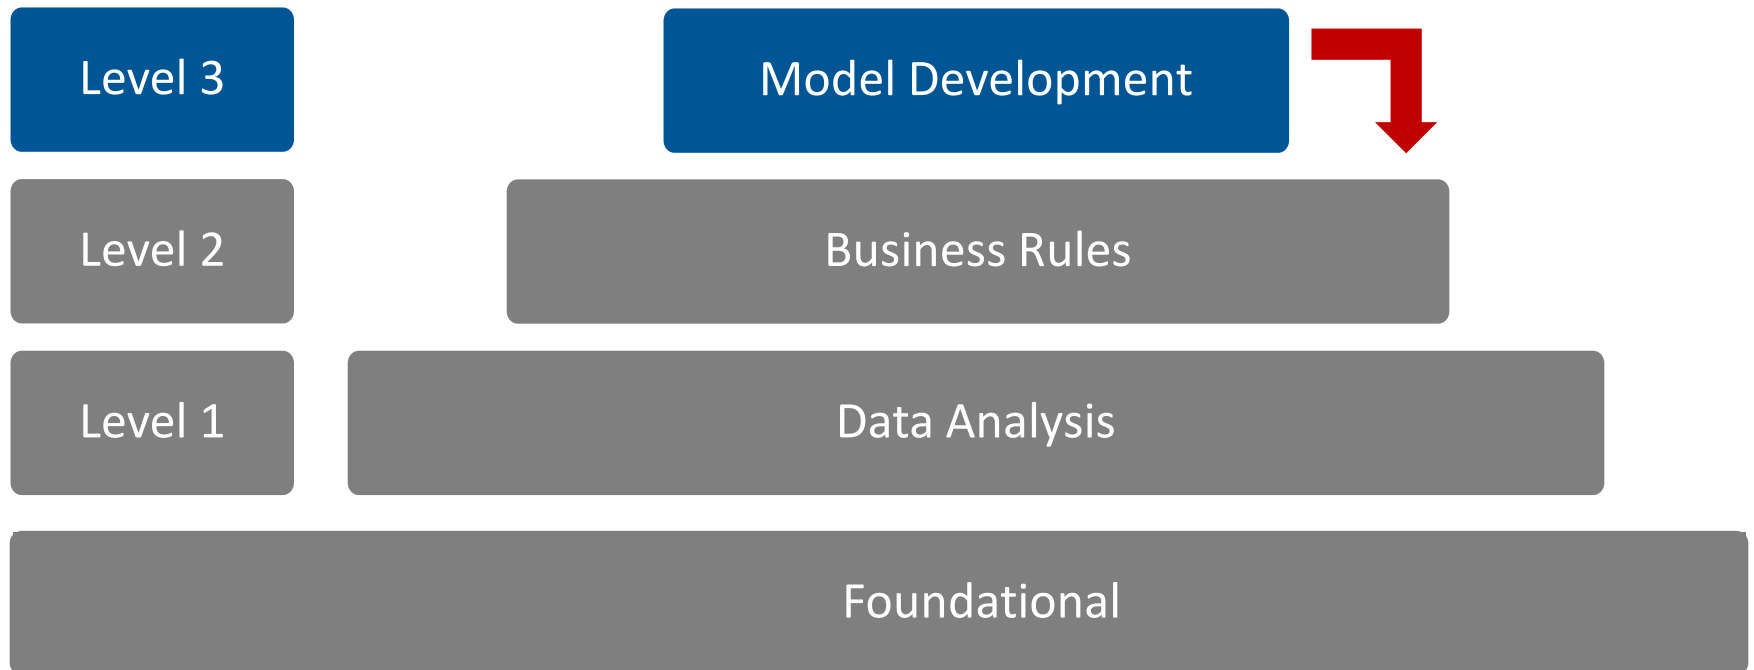 Level 3
Model Development
Level 2
Business Rules
Level 1
Data Analysis
Foundational